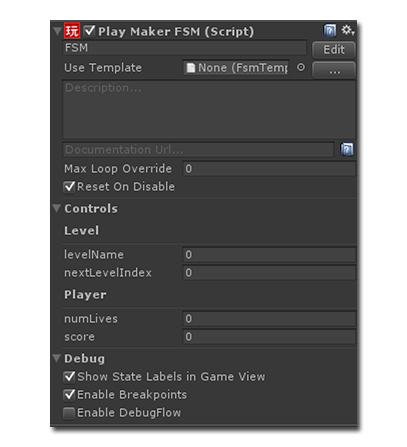 玩 Play Maker FSM (Script)
FSM Edit
Use Template None (FsmTemp ...
Description...
Documentation Url...
Max Loop Override 0
Reset On Disable
Controls
Level
levelName 0
nextLevelIndex 0
Player
numLives 0
score 0
Debug
Show State Labels in Game View
Enable Breakpoints
Enable DebugFlow